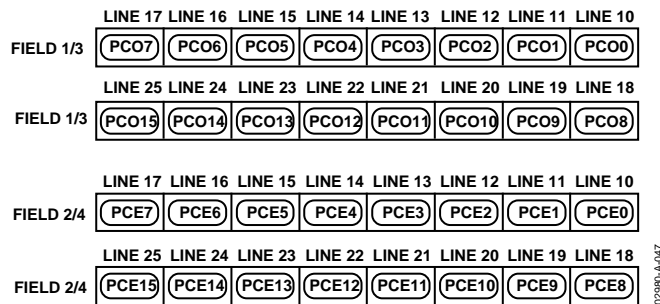 LINE 17 LINE 16 LINE 15 LINE 14 LINE 13 LINE 12 LINE 11 LINE 10
FIELD 1/3 PCO7 PCO6 PCO5 PCO4 PCO3 PCO2 PCO1 PCO0
LINE 25 LINE 24 LINE 23 LINE 22 LINE 21 LINE 20 LINE 19 LINE 18
FIELD 1/3 PCO15 PCO14 PCO13 PCO12 PCO11 PCO10 PCO9 PCO8
LINE 17 LINE 16 LINE 15 LINE 14 LINE 13 LINE 12 LINE 11 LINE 10
FIELD 2/4 PCE7 PCE6 PCE5 PCE4 PCE3 PCE2 PCE1 PCE0
LINE 25 LINE 24 LINE 23 LINE 22 LINE 21 LINE 20 LINE 19 LINE 18
FIELD 2/4 PCE15 PCE14 PCE13 PCE12 PCE11 PCE10 PCE9 PCE8